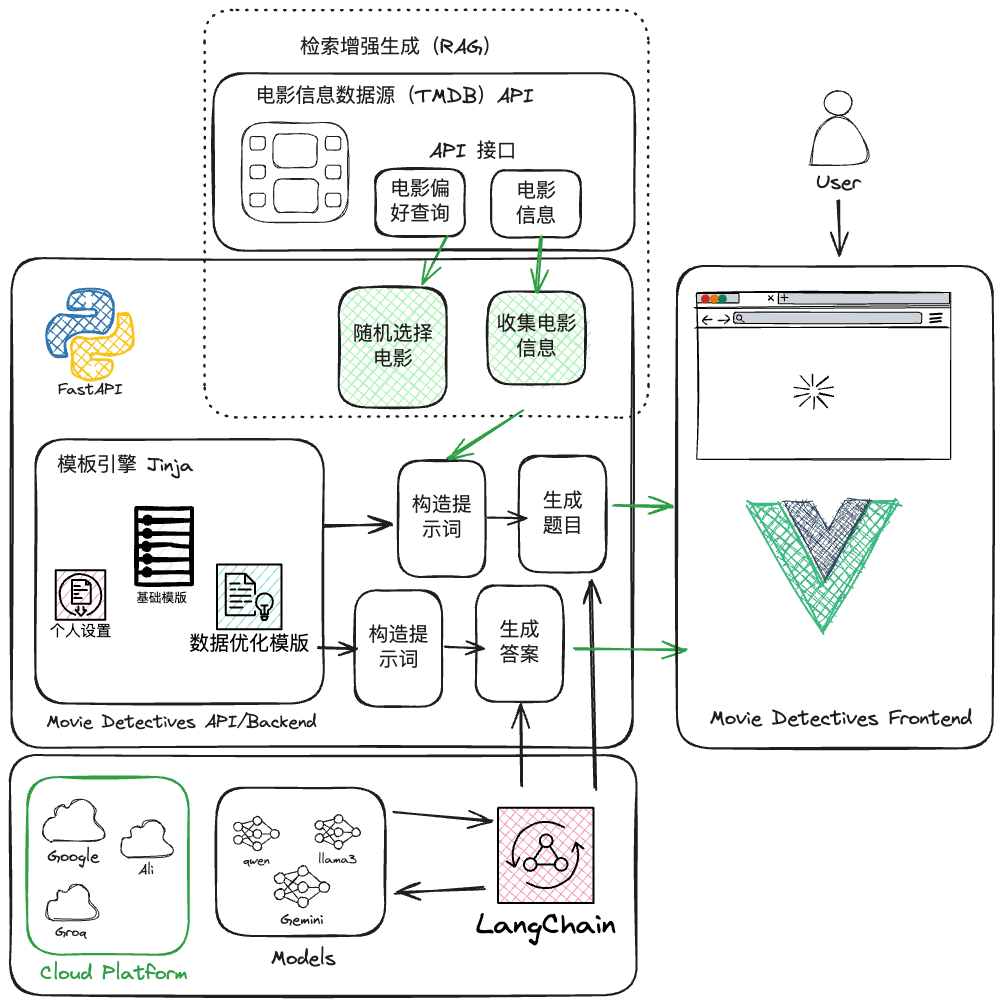 检索增强生成（RAG）
电影信息数据源（TMDB）API
API 接口
电影偏
好查询
电影
信息
User
随机选择
电影
收集电影
信息
FastAPI
模板引擎 Jinja
基础模版
个人设置
数据优化模版
构造提
示词
生成
题目
构造提
示词
生成
答案
Movie Detectives API/Backend
Movie Detectives Frontend
Google
Ali
Groq
Cloud Platform
qwen
llama3
Gemini
Models
LangChain